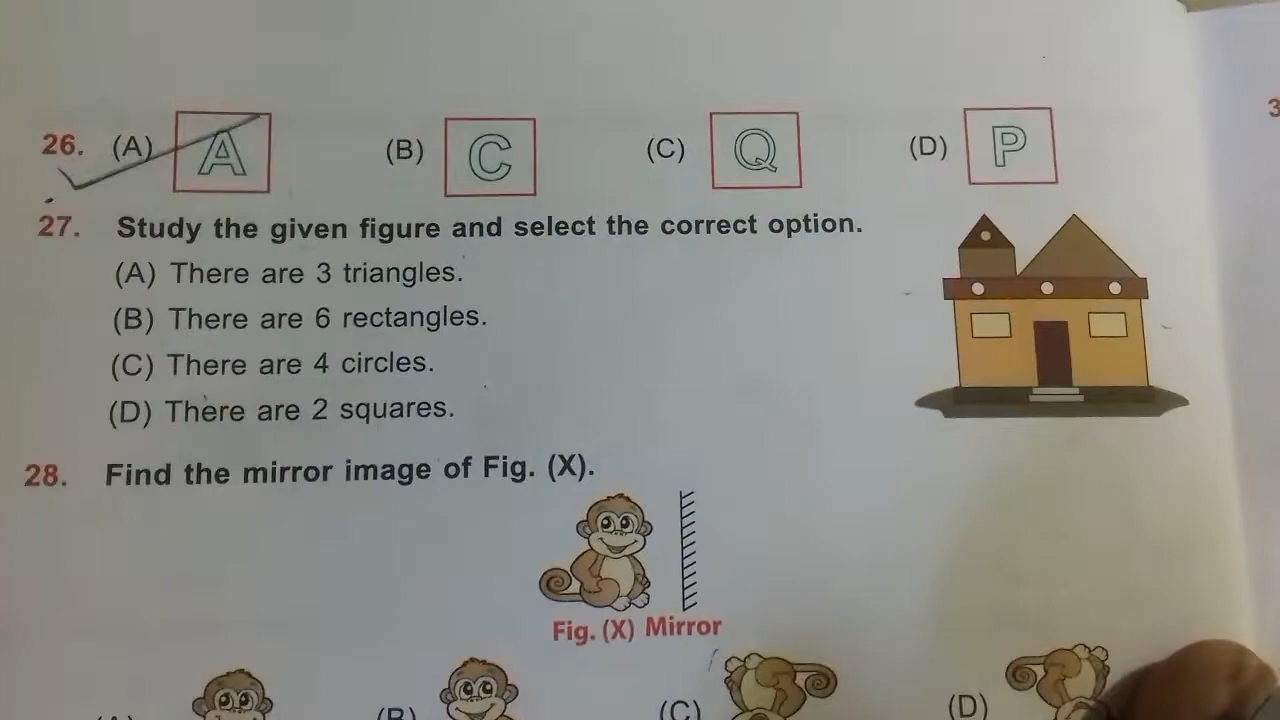 26. (A) A (B) C (C) Q (D) P
27. Study the given figure and select the correct option.
(A) There are 3 triangles.
(B) There are 6 rectangles.
(C) There are 4 circles.
(D) There are 2 squares.
28. Find the mirror image of Fig. (X).
Fig. (X) Mirror
(A) (B) (C) (D)
3